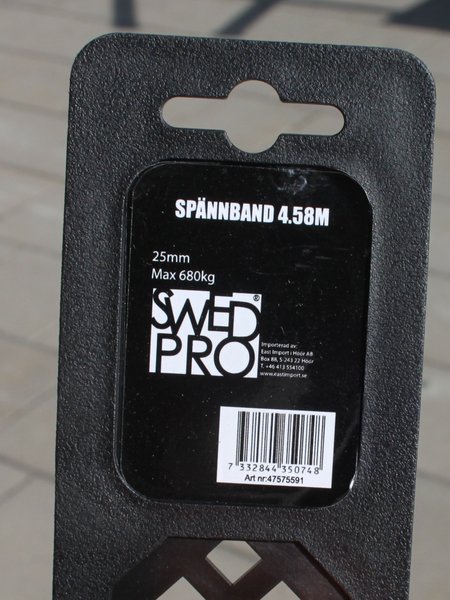 SPÄNNBAND 4.58M
25mm
Max 680kg
SWED®
PRO
Importerad av:
East Import i Höör AB
Box 88, S-243 22 Höör
T. +46 413 554100
www.eastimport.se
7 332844 350748
Art nr:47575591